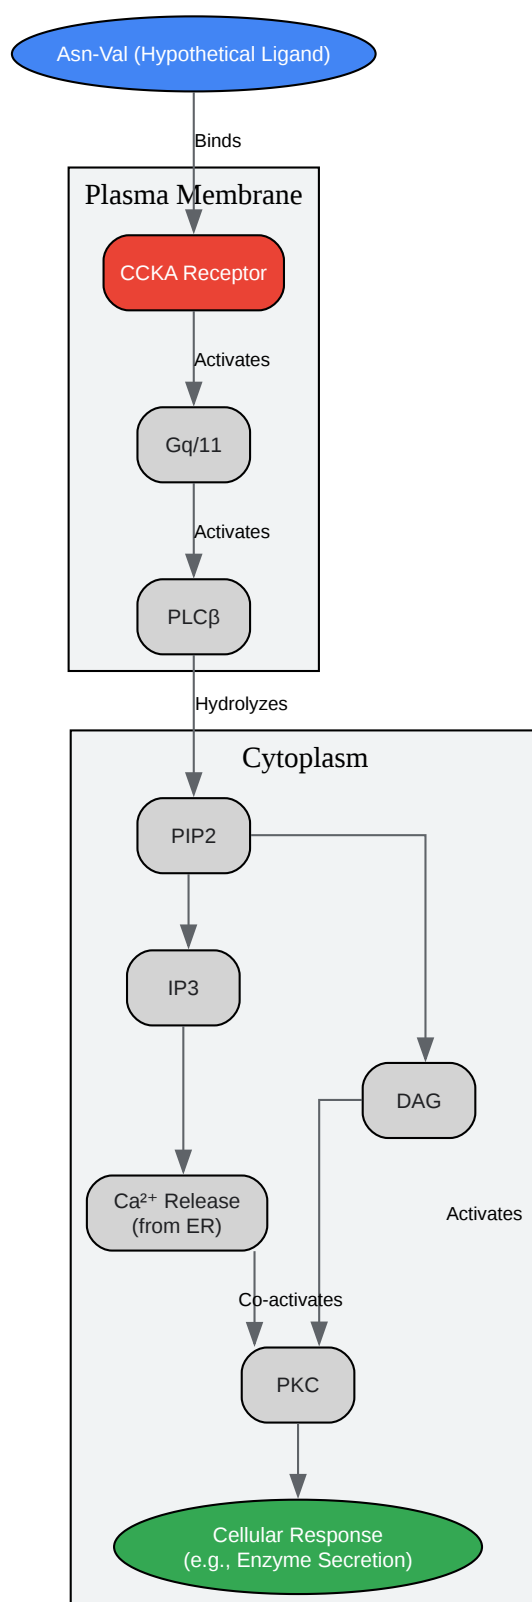 Asn-Val (Hypothetical Ligand)
Binds
Plasma Membrane
CCKA Receptor
Activates
Gq/11
Activates
PLCβ
Hydrolyzes
Cytoplasm
PIP2
IP3
DAG
Ca²⁺ Release
(from ER)
Activates
Co-activates
PKC
Cellular Response
(e.g., Enzyme Secretion)